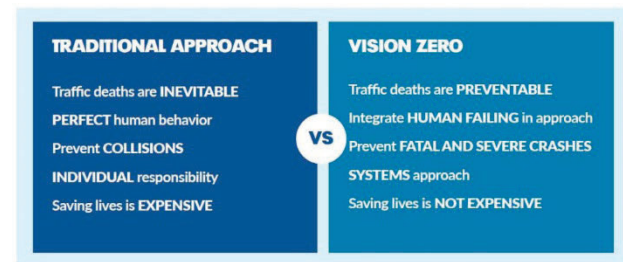 TRADITIONAL APPROACH
Traffic deaths are INEVITABLE
PERFECT human behavior
Prevent COLLISIONS
INDIVIDUAL responsibility
Saving lives is EXPENSIVE
VS
VISION ZERO
Traffic deaths are PREVENTABLE
Integrate HUMAN FAILING in approach
Prevent FATAL AND SEVERE CRASHES
SYSTEMS approach
Saving lives is NOT EXPENSIVE